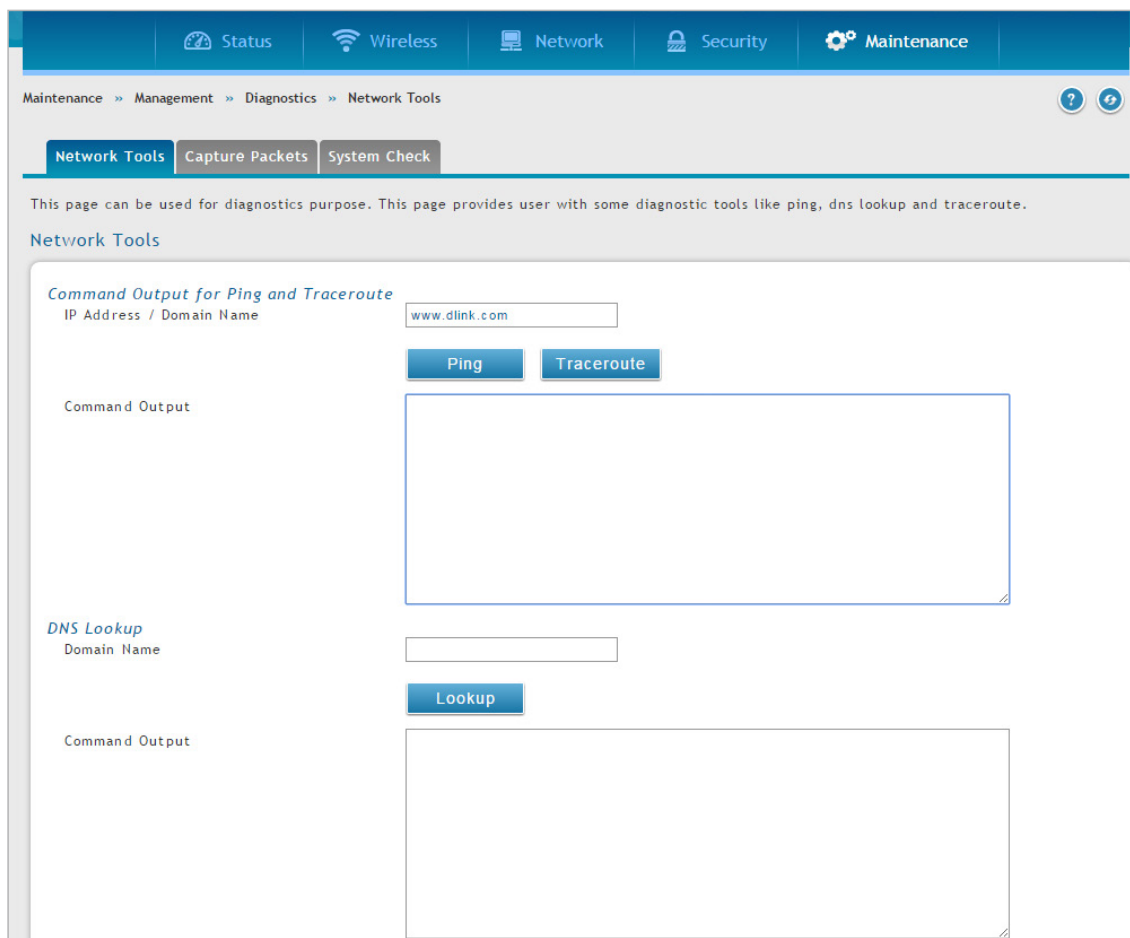 Status Wireless Network Security Maintenance
Maintenance » Management » Diagnostics » Network Tools
?
Network Tools Capture Packets System Check
This page can be used for diagnostics purpose. This page provides user with some diagnostic tools like ping, dns lookup and traceroute.
Network Tools
Command Output for Ping and Traceroute
IP Address / Domain Name www.dlink.com
Ping Traceroute
Command Output
DNS Lookup
Domain Name
Lookup
Command Output